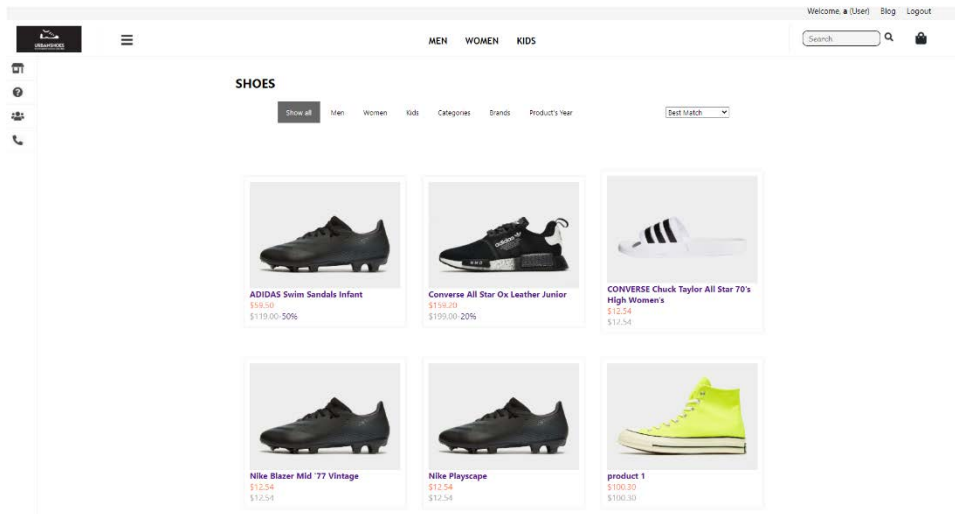 Welcome, a (User) Blog Logout
URBANSHOES
MEN WOMEN KIDS
Search
SHOES
Show all Men Women Kids Categories Brands Product's Year
Best Match
ADIDAS Swim Sandals Infant
$59.50
$119.00-50%
Converse All Star Ox Leather Junior
$159.20
$199.00-20%
CONVERSE Chuck Taylor All Star 70's
High Women's
$12.54
$12.54
Nike Blazer Mid '77 Vintage
$12.54
$12.54
Nike Playscape
$12.54
$12.54
product 1
$100.30
$100.30